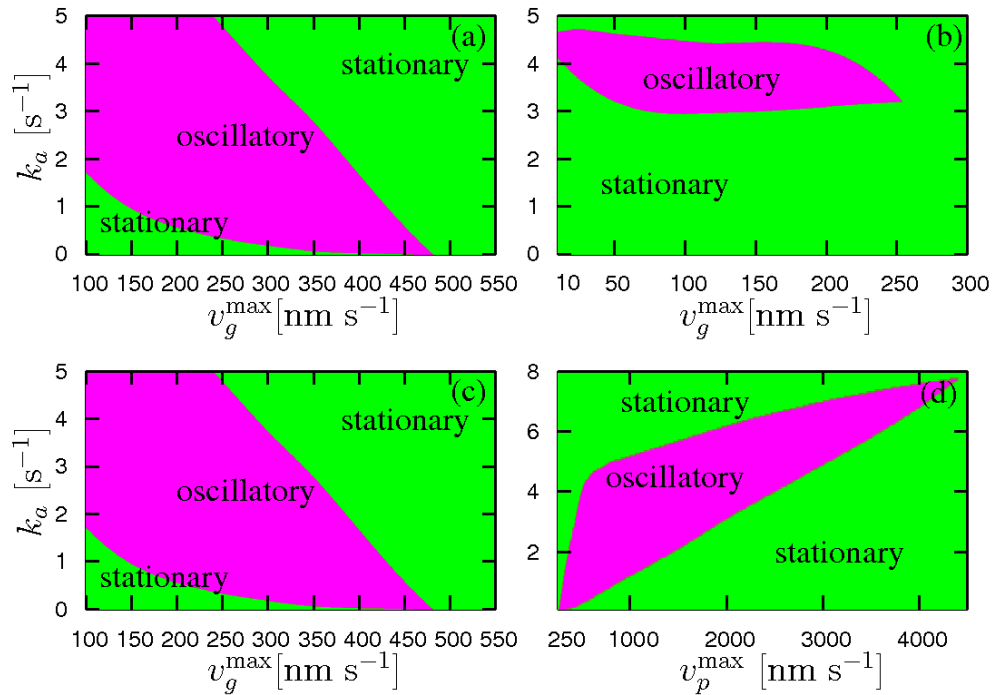 5 (a) 5 (b)
stationary
4 4
oscillatory
k_a [s⁻¹]
3 3
oscillatory
2 2
stationary
1 1
stationary
0 0
100 150 200 250 300 350 400 450 500 550 10 50 100 150 200 250 300
v_g^max[nm s⁻¹] v_g^max[nm s⁻¹]
5 (c) 8 (d)
stationary
stationary
4
6
k_a [s⁻¹]
3
oscillatory oscillatory
4
2
stationary
2
1
stationary
0
100 150 200 250 300 350 400 450 500 550 250 1000 2000 3000 4000
v_g^max[nm s⁻¹] v_p^max [nm s⁻¹]